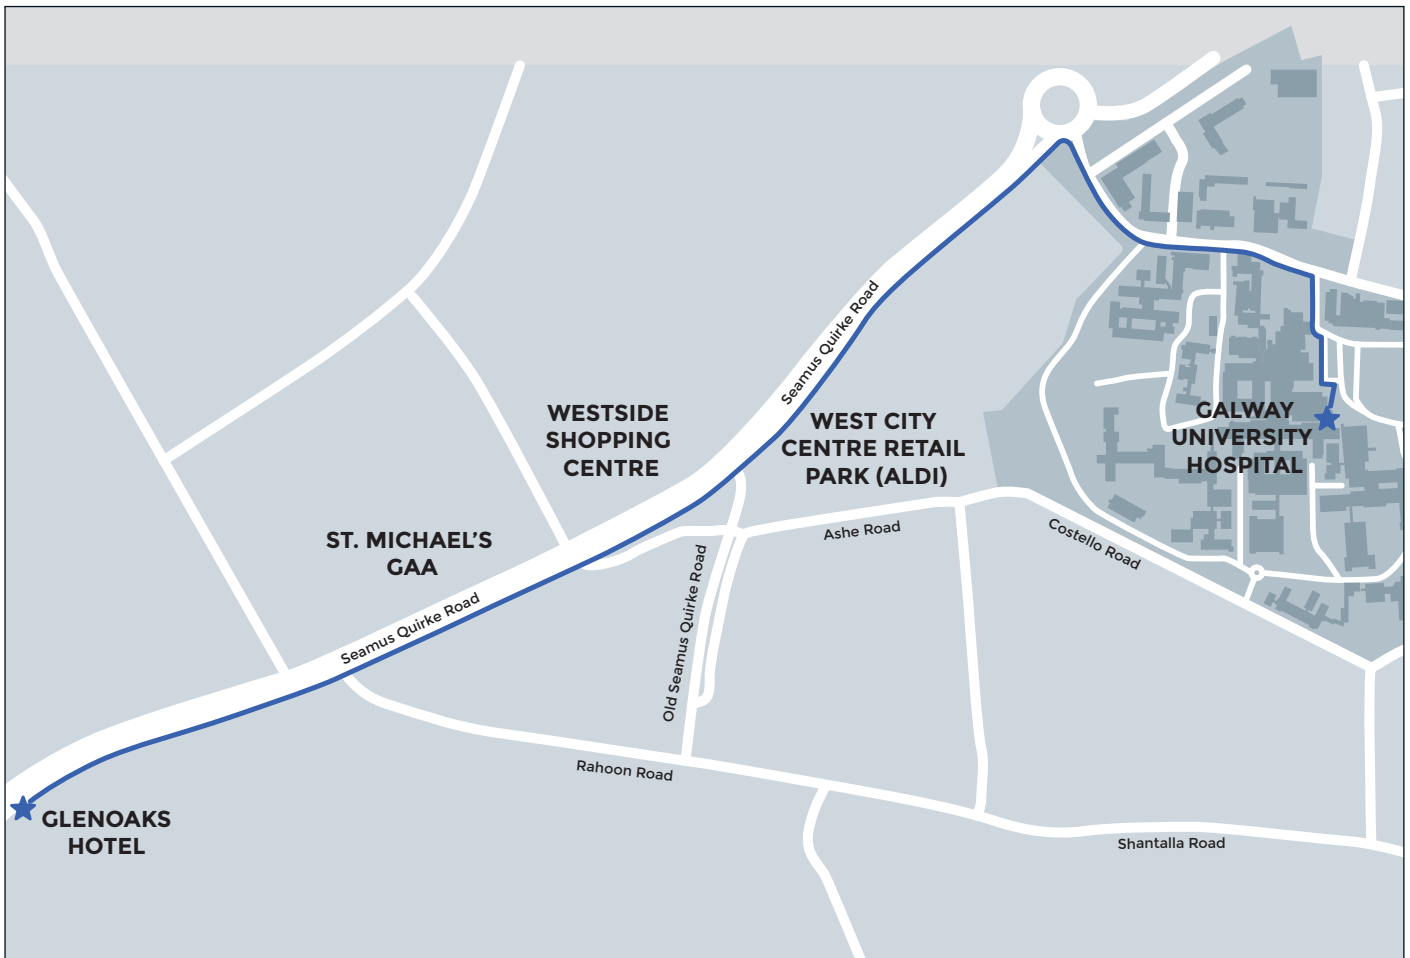 Seamus Quirke Road
WESTSIDE
SHOPPING
CENTRE
WEST CITY
CENTRE RETAIL
PARK (ALDI)
GALWAY
UNIVERSITY
HOSPITAL
ST. MICHAEL'S
GAA
Ashe Road
Costello Road
Seamus Quirke Road
Old Seamus Quirke Road
Rahoon Road
GLENOAKS
HOTEL
Shantalla Road